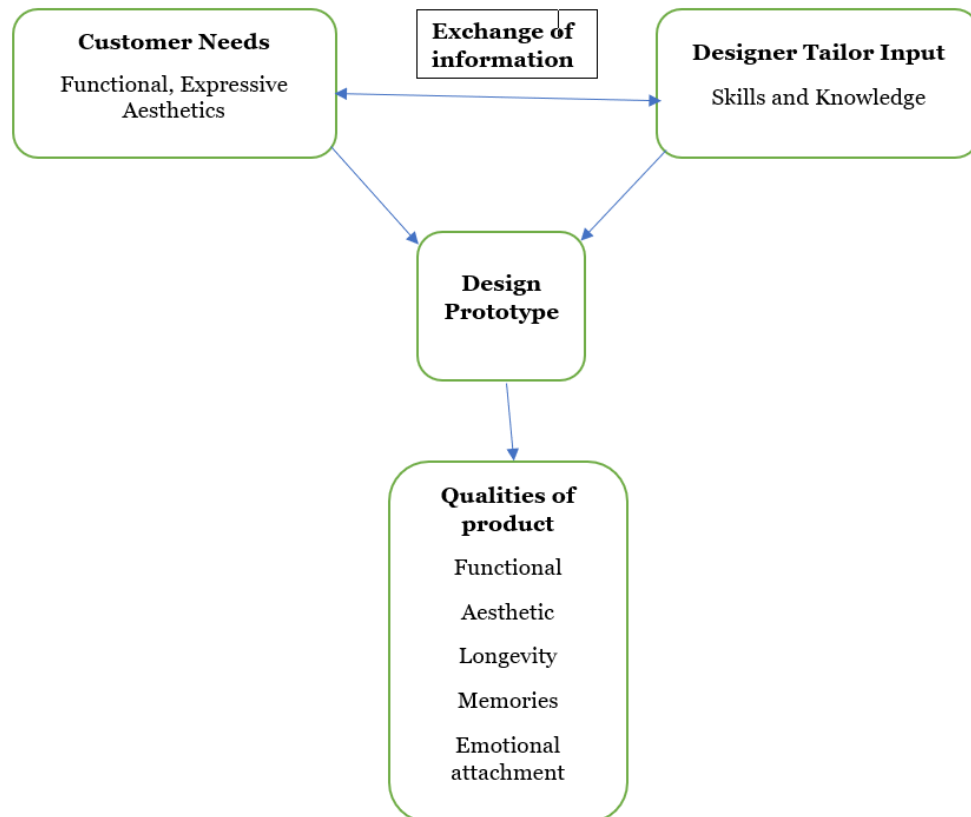 Customer Needs
Functional, Expressive
Aesthetics
Exchange of
information
Designer Tailor Input
Skills and Knowledge
Design
Prototype
Qualities of
product
Functional
Aesthetic
Longevity
Memories
Emotional
attachment